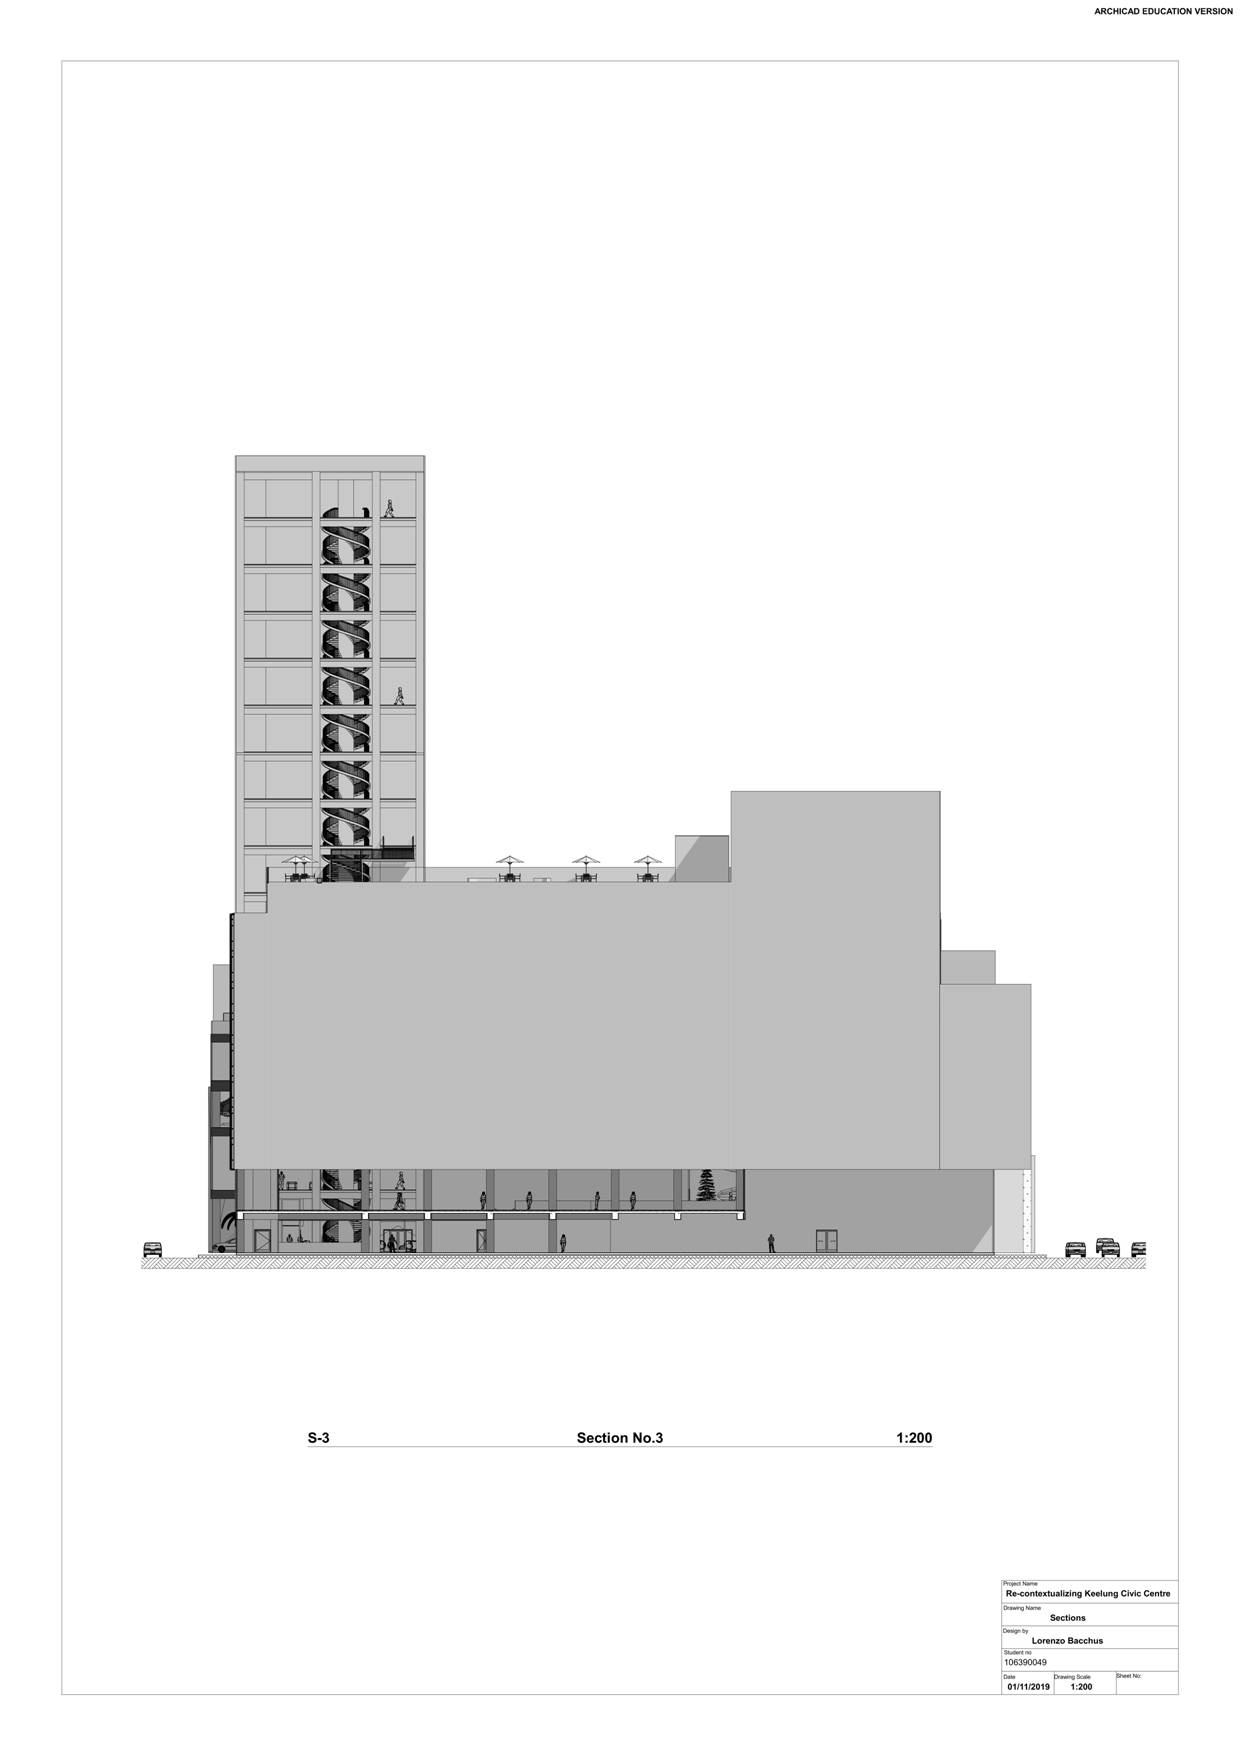 ARCHICAD EDUCATION VERSION
S-3 Section No.3 1:200
Project Name
Re-contextualizing Keelung Civic Centre
Drawing Name
Sections
Design by
Lorenzo Bacchus
Student no
106390049
Date Drawing Scale Sheet No:
01/11/2019 1:200